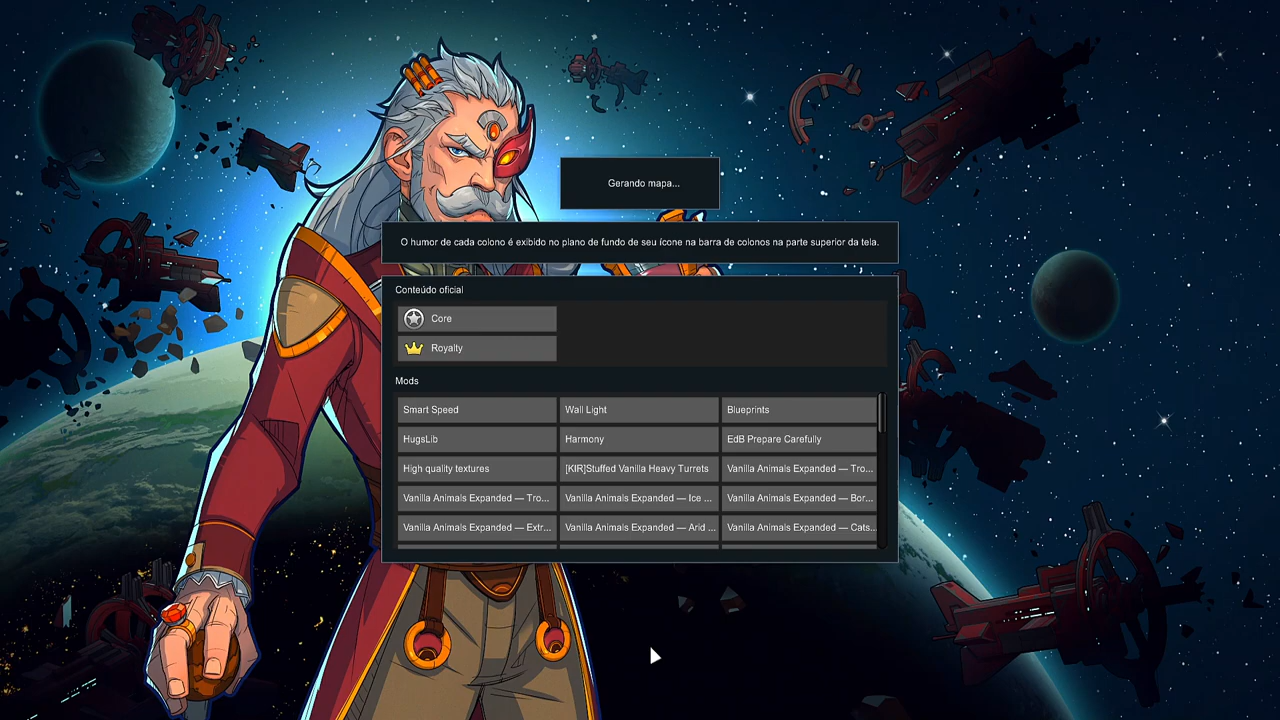 Gerando mapa...
O humor de cada colono é exibido no plano de fundo de seu ícone na barra de colonos na parte superior da tela.
Conteúdo oficial
Core
Royalty
Mods
Smart Speed
Wall Light
Blueprints
HugsLib
Harmony
EdB Prepare Carefully
High quality textures
[KIR]Stuffed Vanilla Heavy Turrets
Vanilla Animals Expanded — Tro...
Vanilla Animals Expanded — Tro...
Vanilla Animals Expanded — Ice ...
Vanilla Animals Expanded — Bor...
Vanilla Animals Expanded — Extr...
Vanilla Animals Expanded — Arid ...
Vanilla Animals Expanded — Cats...